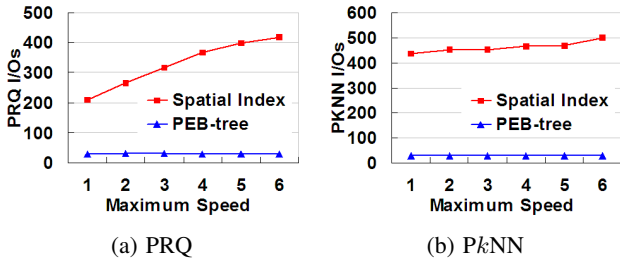 500
400
300
200
100
0
PRQ I/Os
Spatial Index
PEB-tree
1 2 3 4 5 6
Maximum Speed
(a) PRQ
600
500
400
300
200
100
0
PKNN I/Os
Spatial Index
PEB-tree
1 2 3 4 5 6
Maximum Speed
(b) PkNN